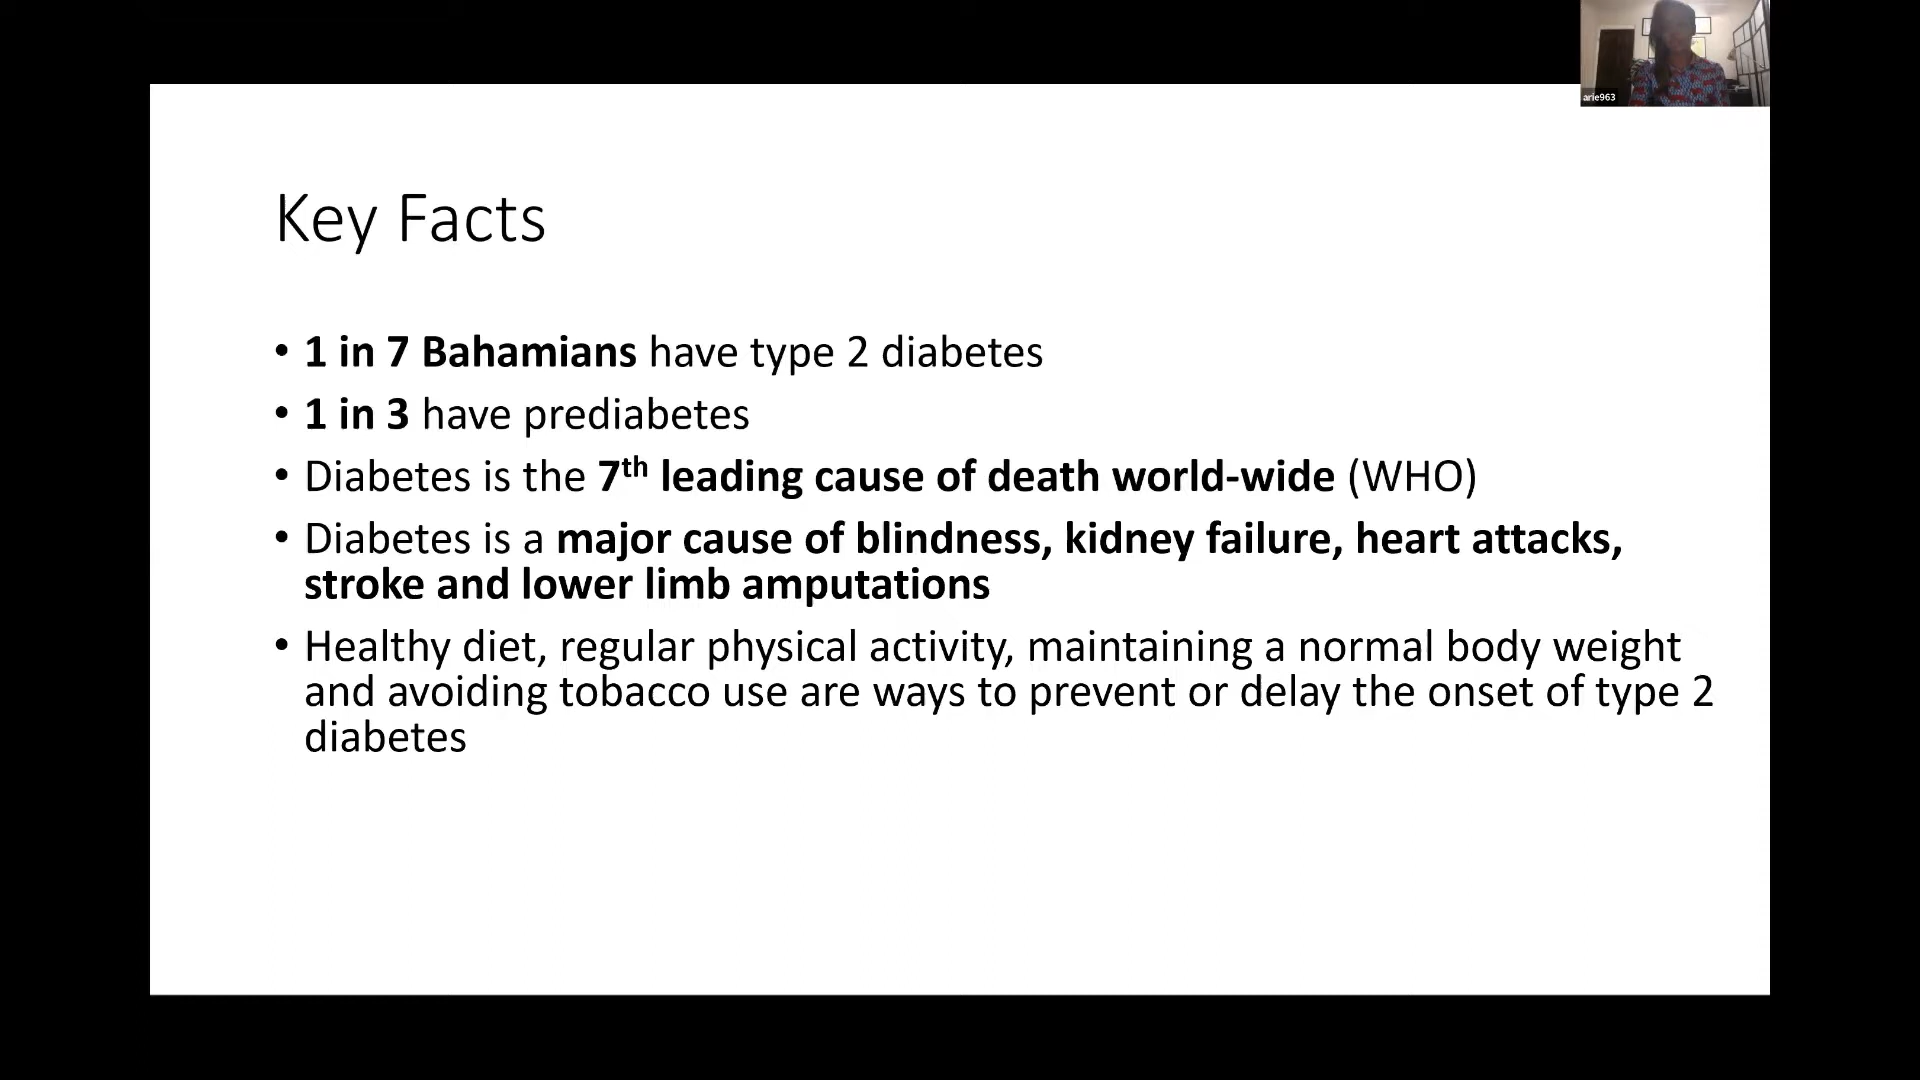 arie963
Key Facts
• 1 in 7 Bahamians have type 2 diabetes
• 1 in 3 have prediabetes
• Diabetes is the 7th leading cause of death world-wide (WHO)
• Diabetes is a major cause of blindness, kidney failure, heart attacks,
stroke and lower limb amputations
• Healthy diet, regular physical activity, maintaining a normal body weight
and avoiding tobacco use are ways to prevent or delay the onset of type 2
diabetes